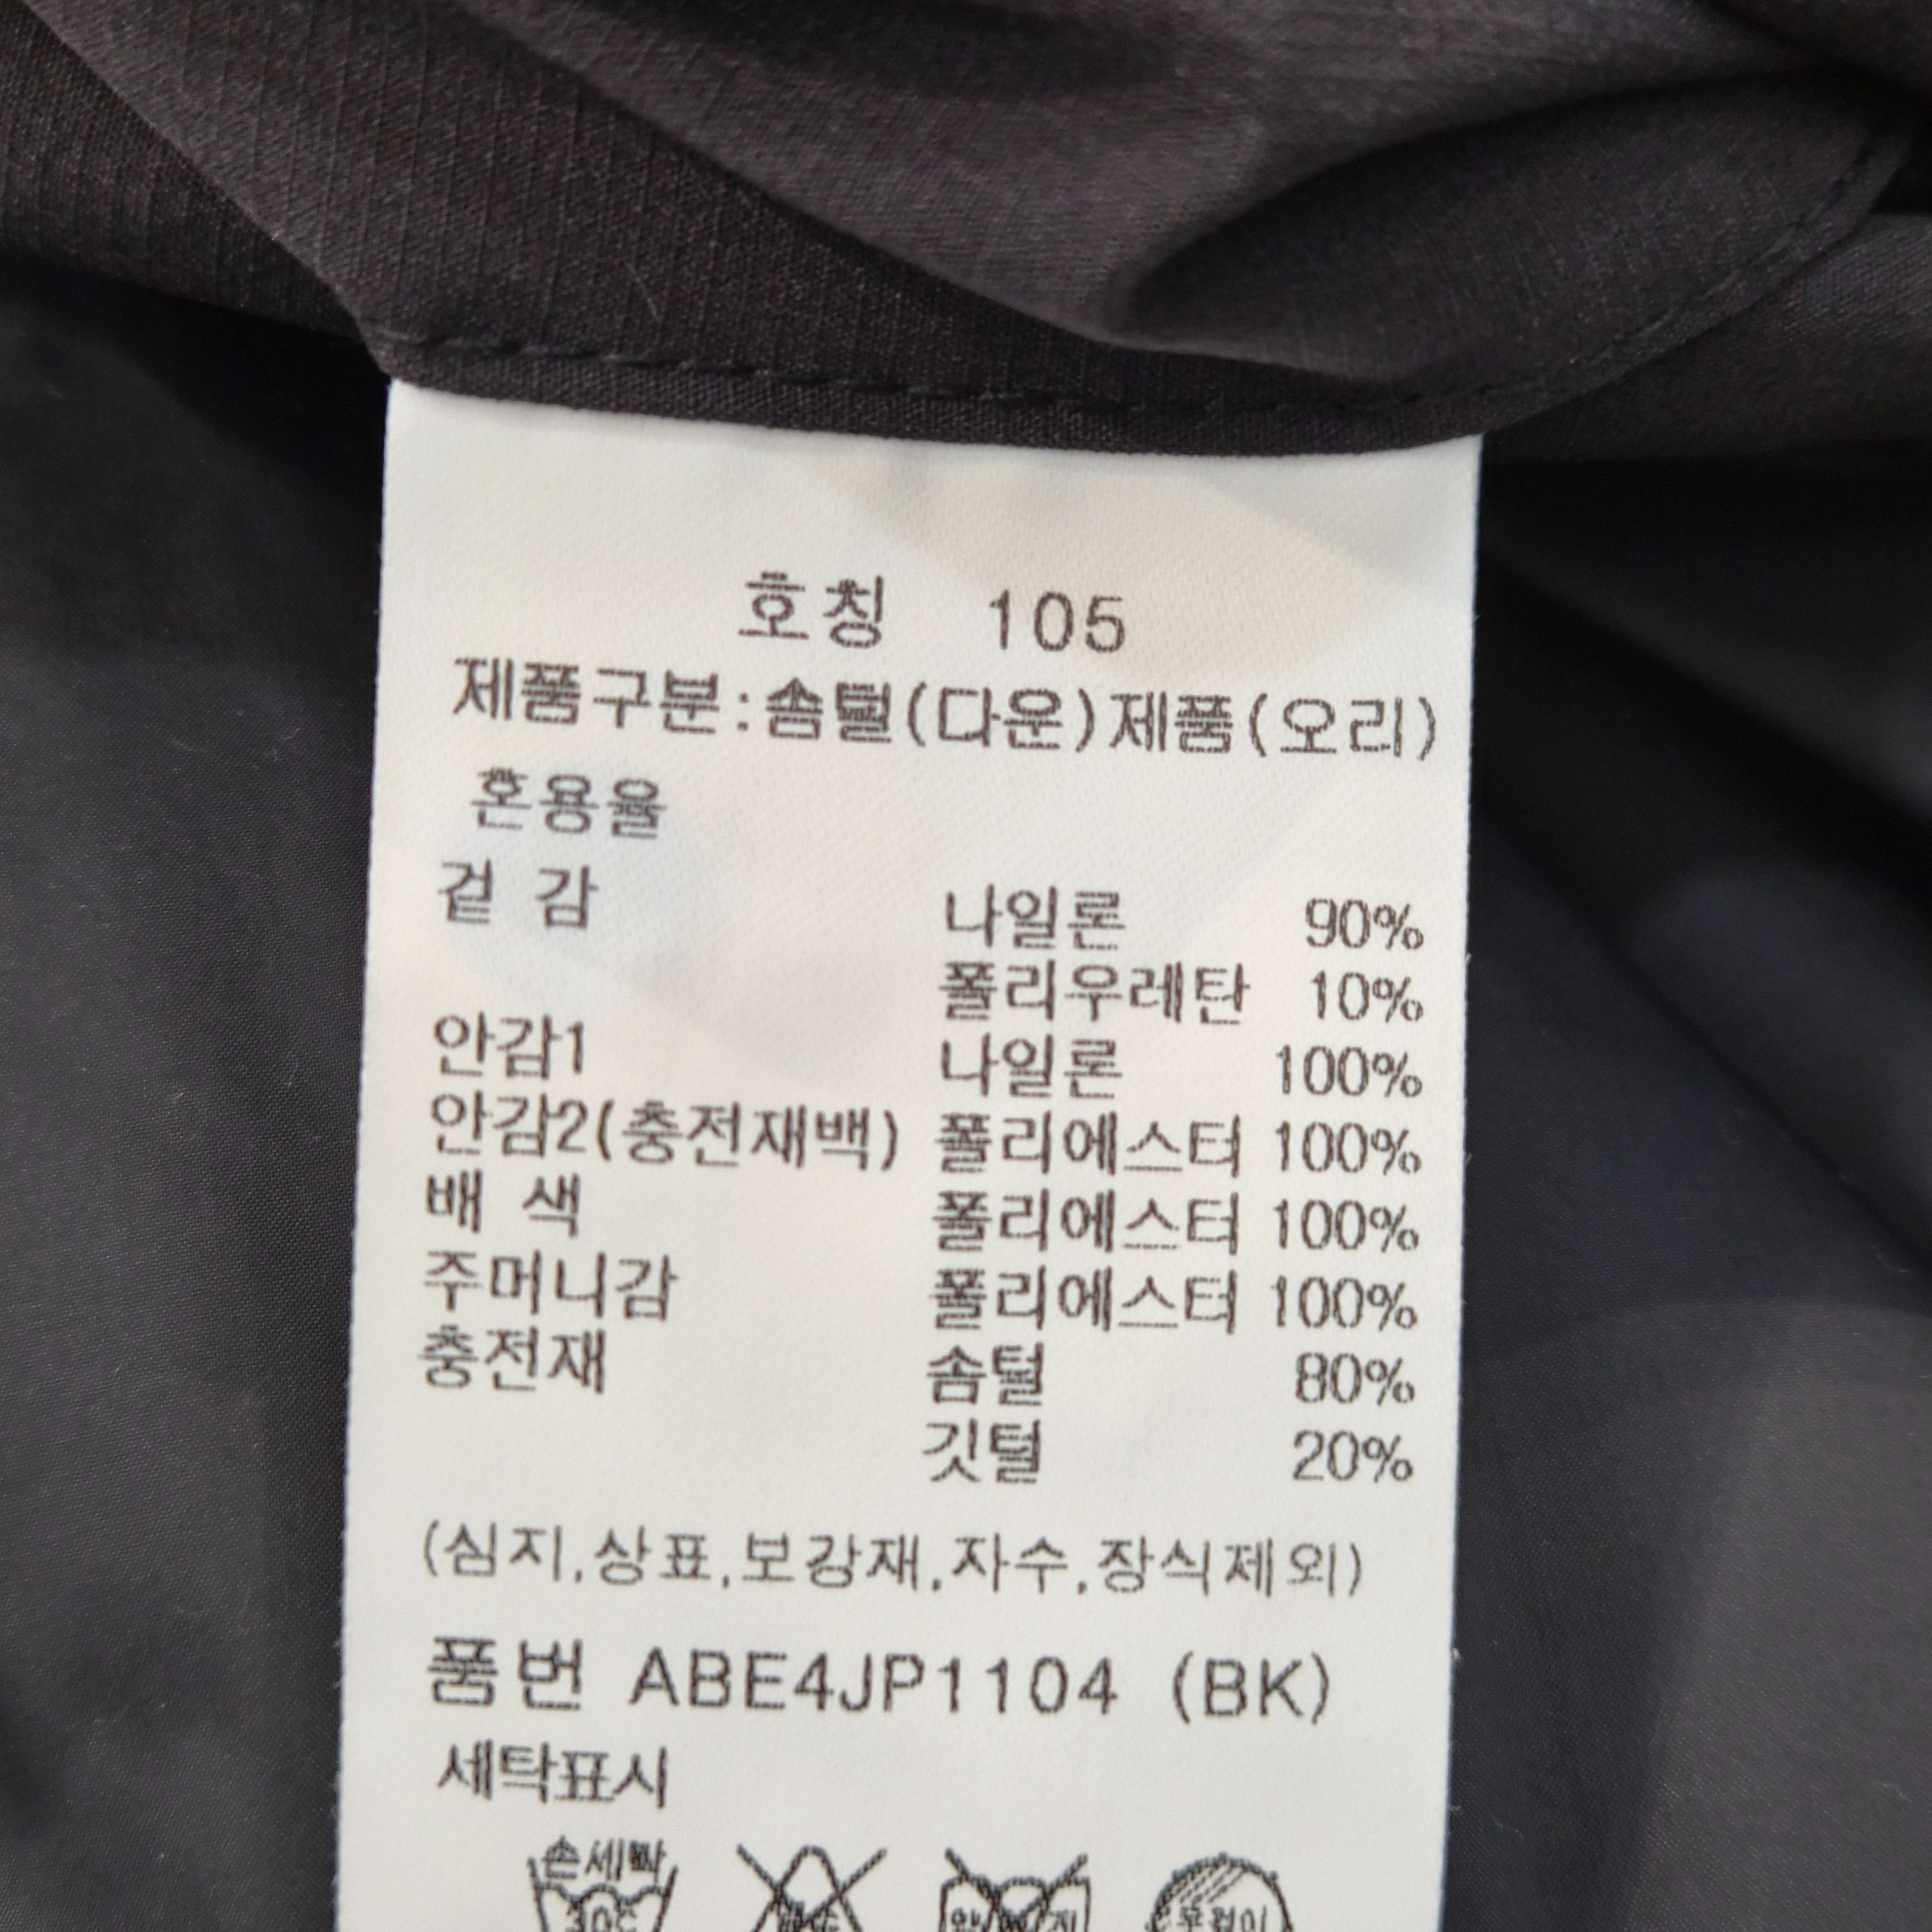 호칭 105
제품구분:솜털(다운)제품(오리)
혼용율
겉 감 나일론 90%
폴리우레탄 10%
안감1 나일론 100%
안감2(충전재백) 폴리에스터 100%
배 색 폴리에스터 100%
주머니감 폴리에스터 100%
충전재 솜털 80%
깃털 20%
(심지,상표,보강재,자수,장식제외)
품번 ABE4JP1104 (BK)
세탁표시
손세탁
30℃